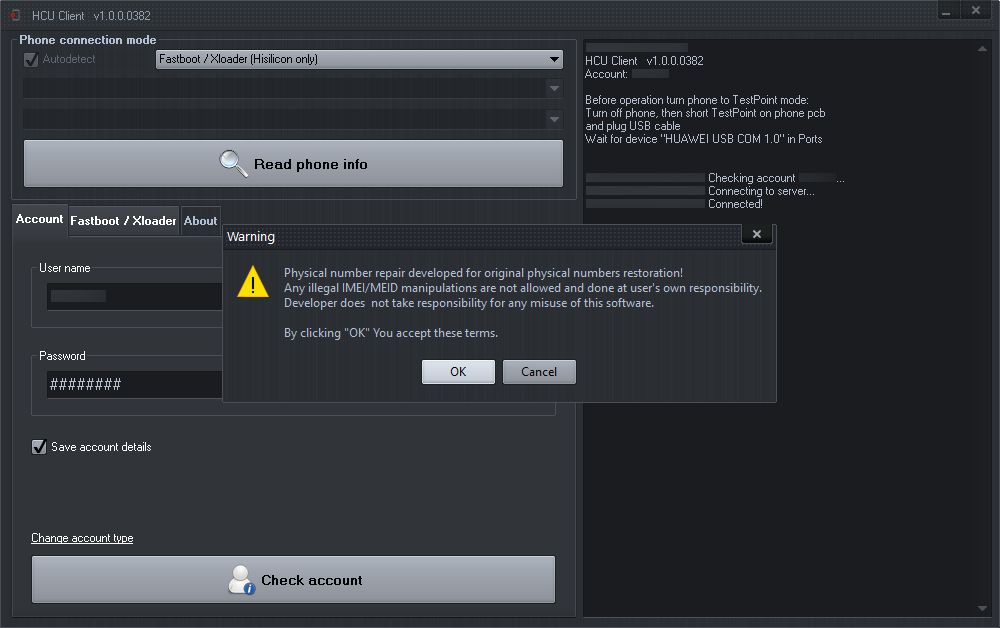 HCU Client v1.0.0.0382
Phone connection mode
Autodetect
Fastboot / Xloader (Hisilicon only)
Read phone info
Account
Fastboot / Xloader
About
User name
Password
########
Save account details
Change account type
Check account
HCU Client v1.0.0.0382
Account:
Before operation turn phone to TestPoint mode:
Turn off phone, then short TestPoint on phone pcb
and plug USB cable
Wait for device "HUAWEI USB COM 1.0" in Ports
Checking account ...
Connecting to server...
Connected!
Warning
Physical number repair developed for original physical numbers restoration!
Any illegal IMEI/MEID manipulations are not allowed and done at user's own responsibility.
Developer does not take responsibility for any misuse of this software.
By clicking "OK" You accept these terms.
OK
Cancel